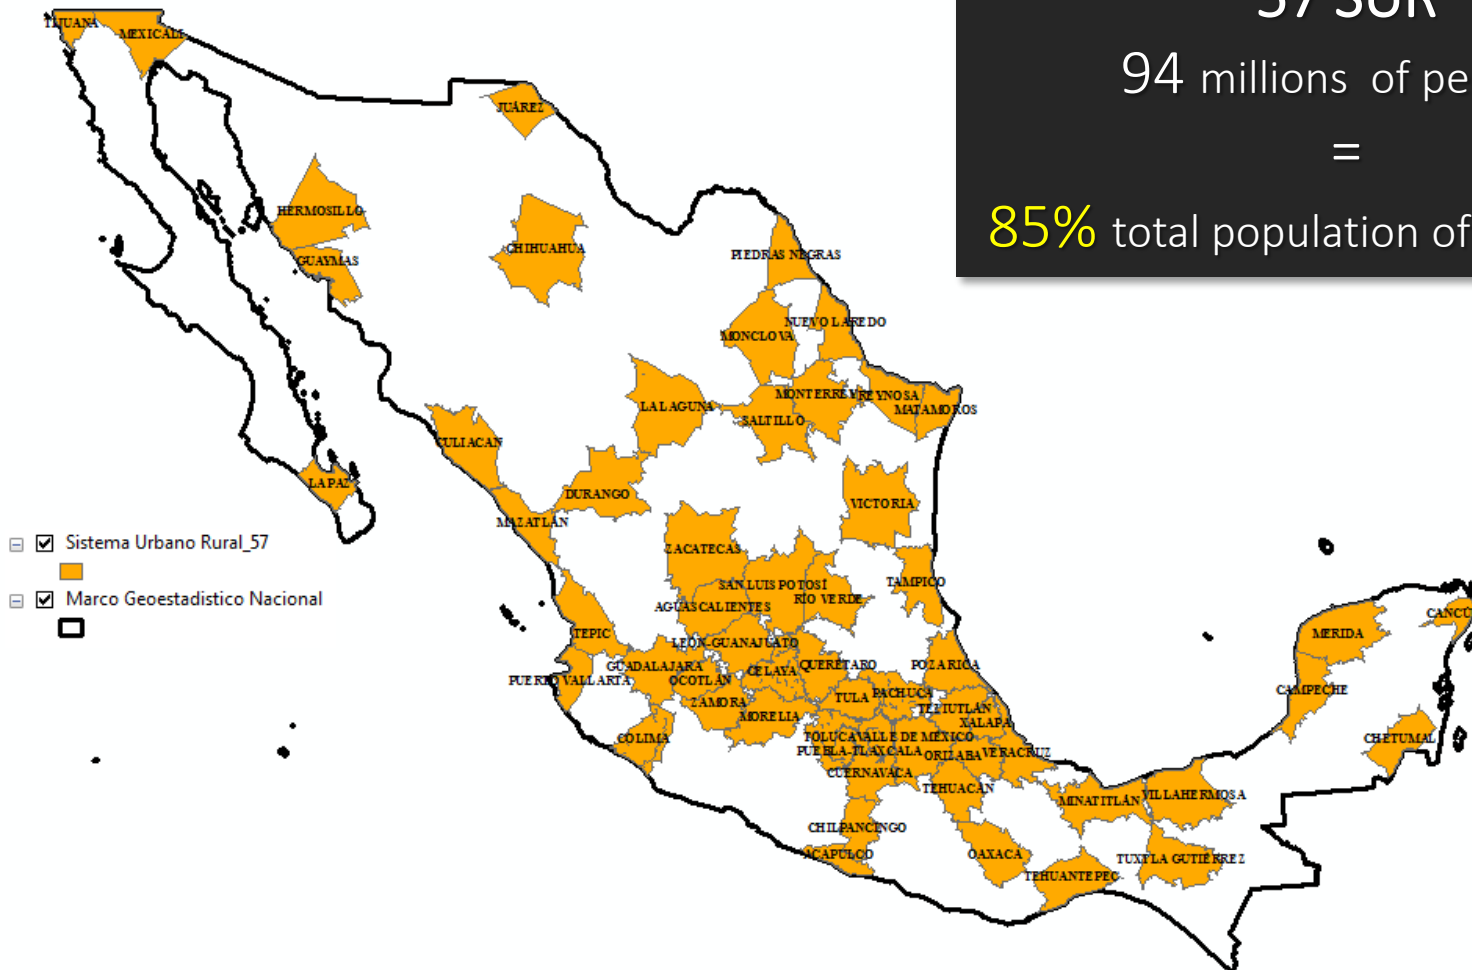 57 SUR
94 millions of pe
=
85% total population of
TIJUANA
MEXICALI
JUÁREZ
HERMOSILLO
CHIHUAHUA
GUAYMAS
PIEDRAS NEGRAS
NUEVO LAREDO
MONCLOVA
MONTERREY
REYNOSA
LA LAGUNA
MATAMOROS
SALTILLO
CULIACAN
LA PAZ
DURANGO
VICTORIA
MAZATLÁN
Sistema Urbano Rural_57
ZACATECAS
SAN LUIS POTOSÍ
TAMPICO
Marco Geoestadistico Nacional
RIO VERDE
AGUASCALIENTES
CANCÚ
TEPIC
MERIDA
LEÓN-GUANAJUATO
GUADALAJARA
CELAYA
QUERÉTARO
POZA RICA
PUERTO VALLARTA
OCOTLÁN
CAMPECHE
TULA
PACHUCA
ZAMORA
TEZIUTLÁN
MORELIA
XALAPA
COLIMA
TOLUCA
VALLE DE MÉXICO
CHETUMAL
PUEBLA-TLAXCALA
ORIZABA
VERACRUZ
CUERNAVACA
TEHUACÁN
MINATITLÁN
VILLAHERMOSA
CHILPANCINGO
ACAPULCO
OAXACA
TUXTLA GUTIÉRREZ
TEHUANTEPEC